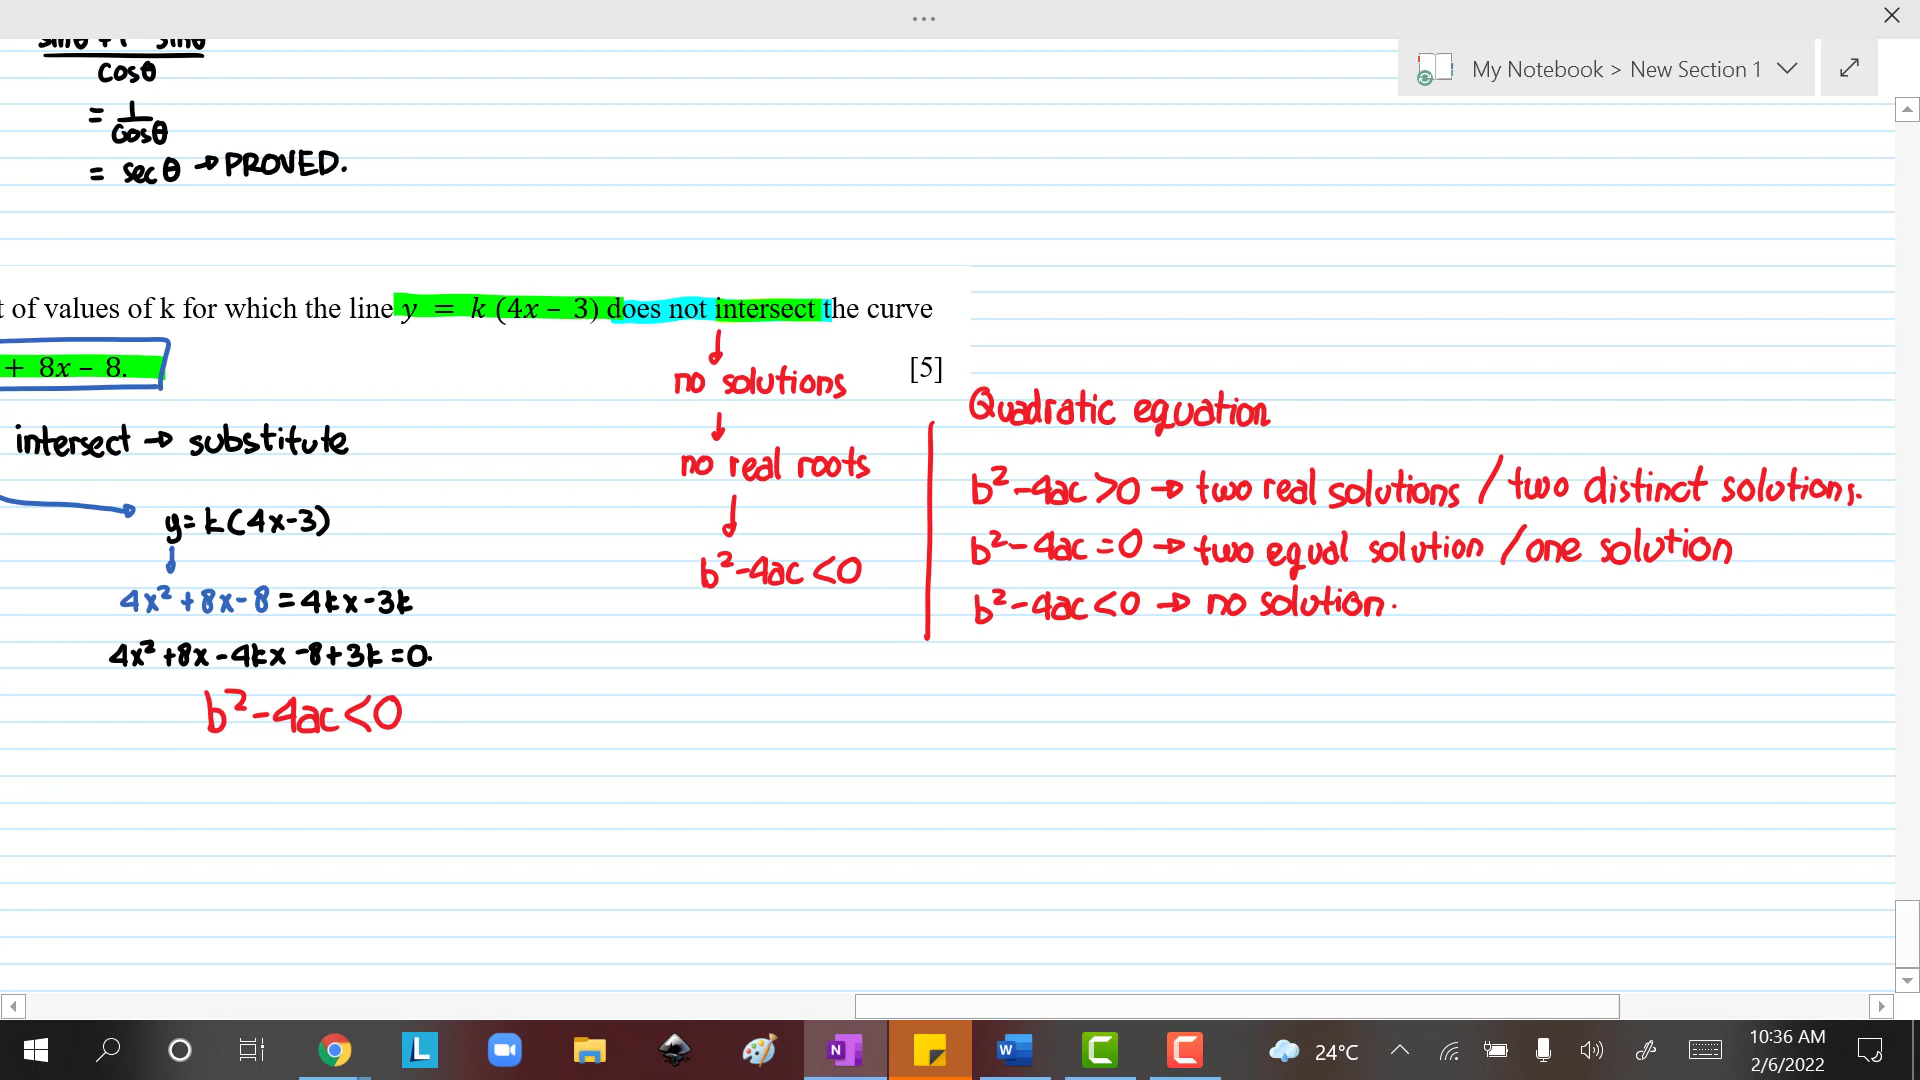 My Notebook > New Section 1
sinθ + 1 - sinθ
cosθ
= 1
cosθ
= secθ → PROVED.
t of values of k for which the line y = k (4x – 3) does not intersect the curve
+ 8x – 8.
[5]
no solutions
no real roots
b²-4ac <0
intersect → substitute
y = k(4x-3)
4x² +8x-8 = 4kx -3k
4x² +8x -4kx -8+3k =0.
b²-4ac<0
Quadratic equation
b²-4ac >0 → two real solutions / two distinct solutions.
b²- 4ac =0 → two equal solution / one solution
b²-4ac<0 → no solution.
24°C
10:36 AM
2/6/2022